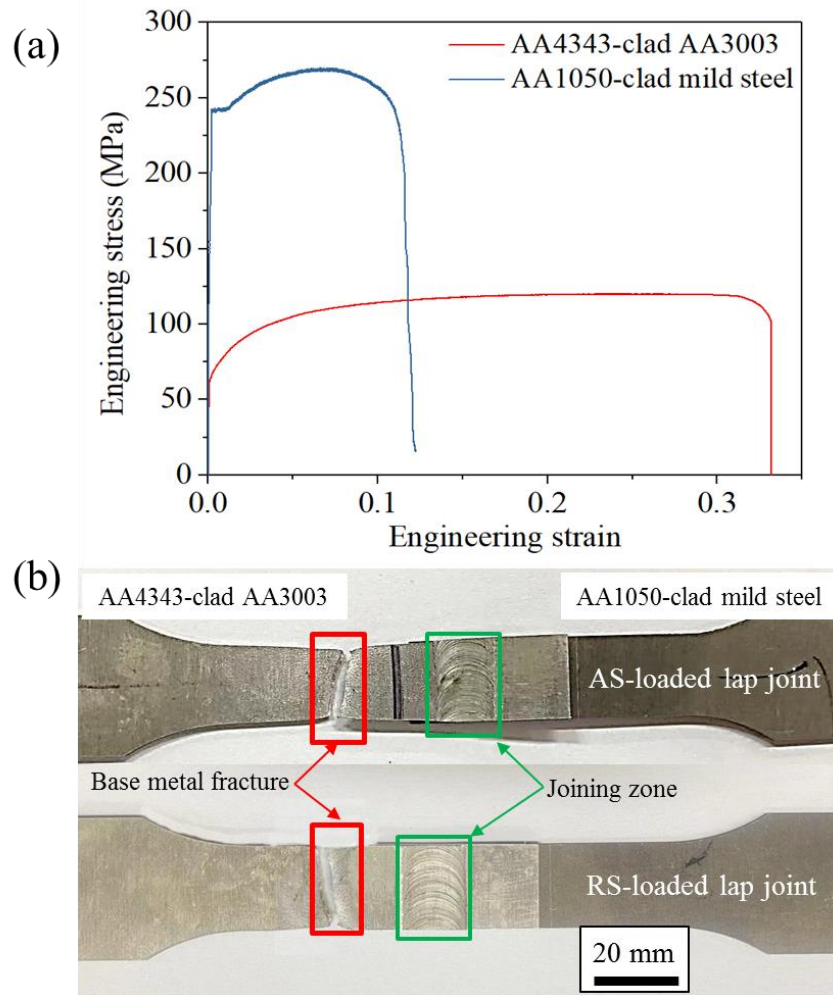 (a)
300
250
200
150
100
50
0
Engineering stress (MPa)
AA4343-clad AA3003
AA1050-clad mild steel
0.0
0.1
0.2
0.3
Engineering strain
(b)
AA4343-clad AA3003
AA1050-clad mild steel
AS-loaded lap joint
Base metal fracture
Joining zone
RS-loaded lap joint
20 mm